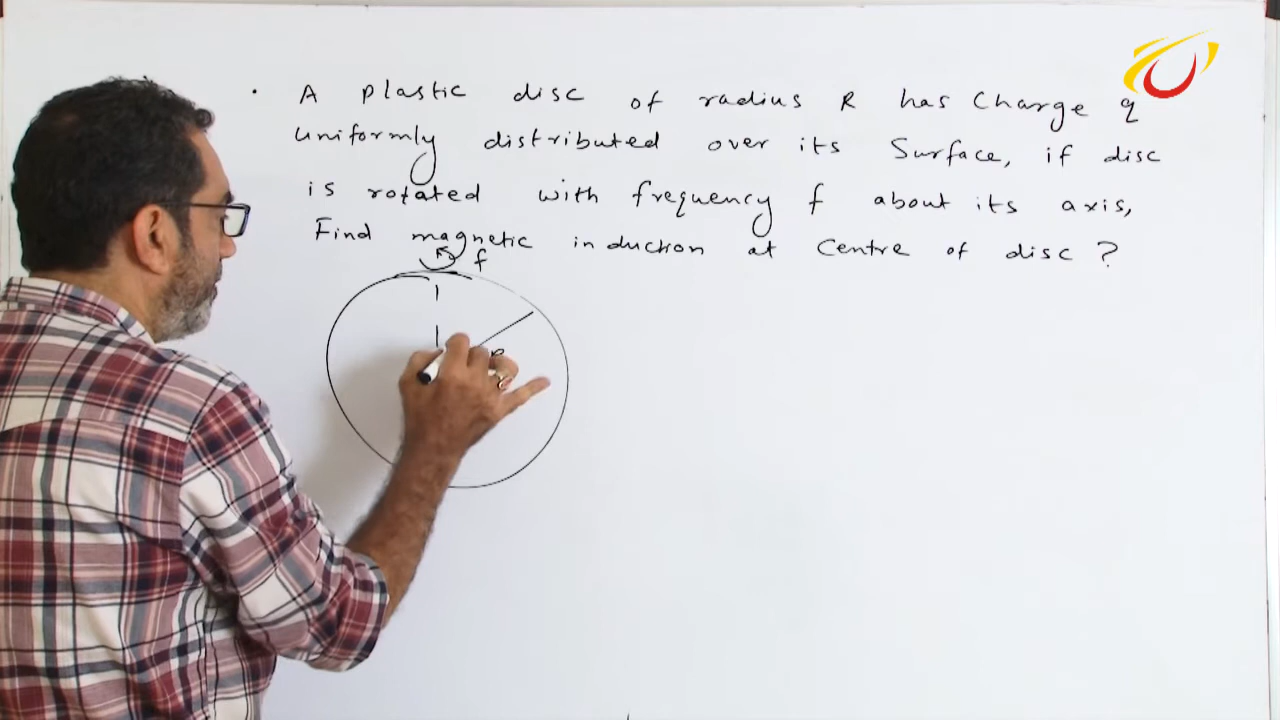 · A plastic disc of radius R has Charge q
uniformly distributed over its Surface, if disc
is rotated with frequency f about its axis,
Find magnetic induction at Centre of disc ?
f
R